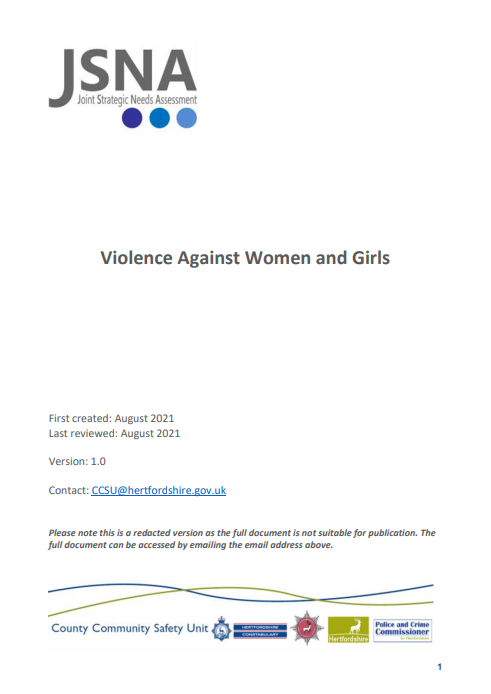 JSNA
Joint Strategic Needs Assessment
Violence Against Women and Girls
First created: August 2021
Last reviewed: August 2021
Version: 1.0
Contact: CCSU@hertfordshire.gov.uk
Please note this is a redacted version as the full document is not suitable for publication. The
full document can be accessed by emailing the email address above.
County Community Safety Unit
HERTFORDSHIRE
CONSTABULARY
Hertfordshire
Police and Crime
Commissioner
for Hertfordshire
1